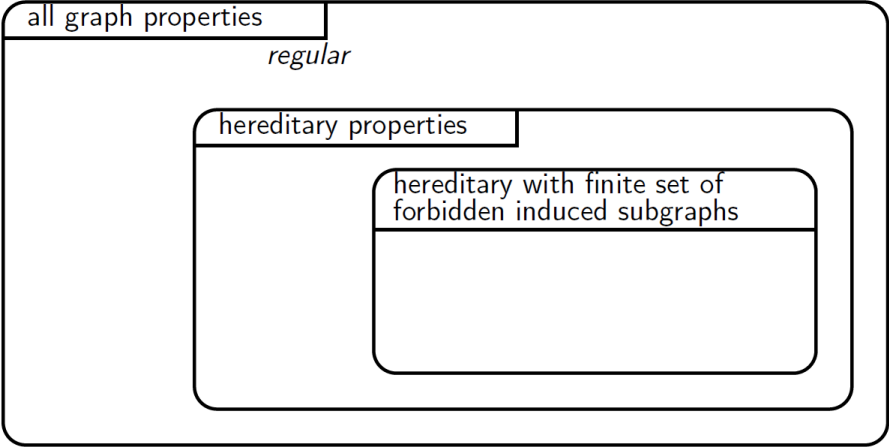 all graph properties
regular
hereditary properties
hereditary with finite set of
forbidden induced subgraphs